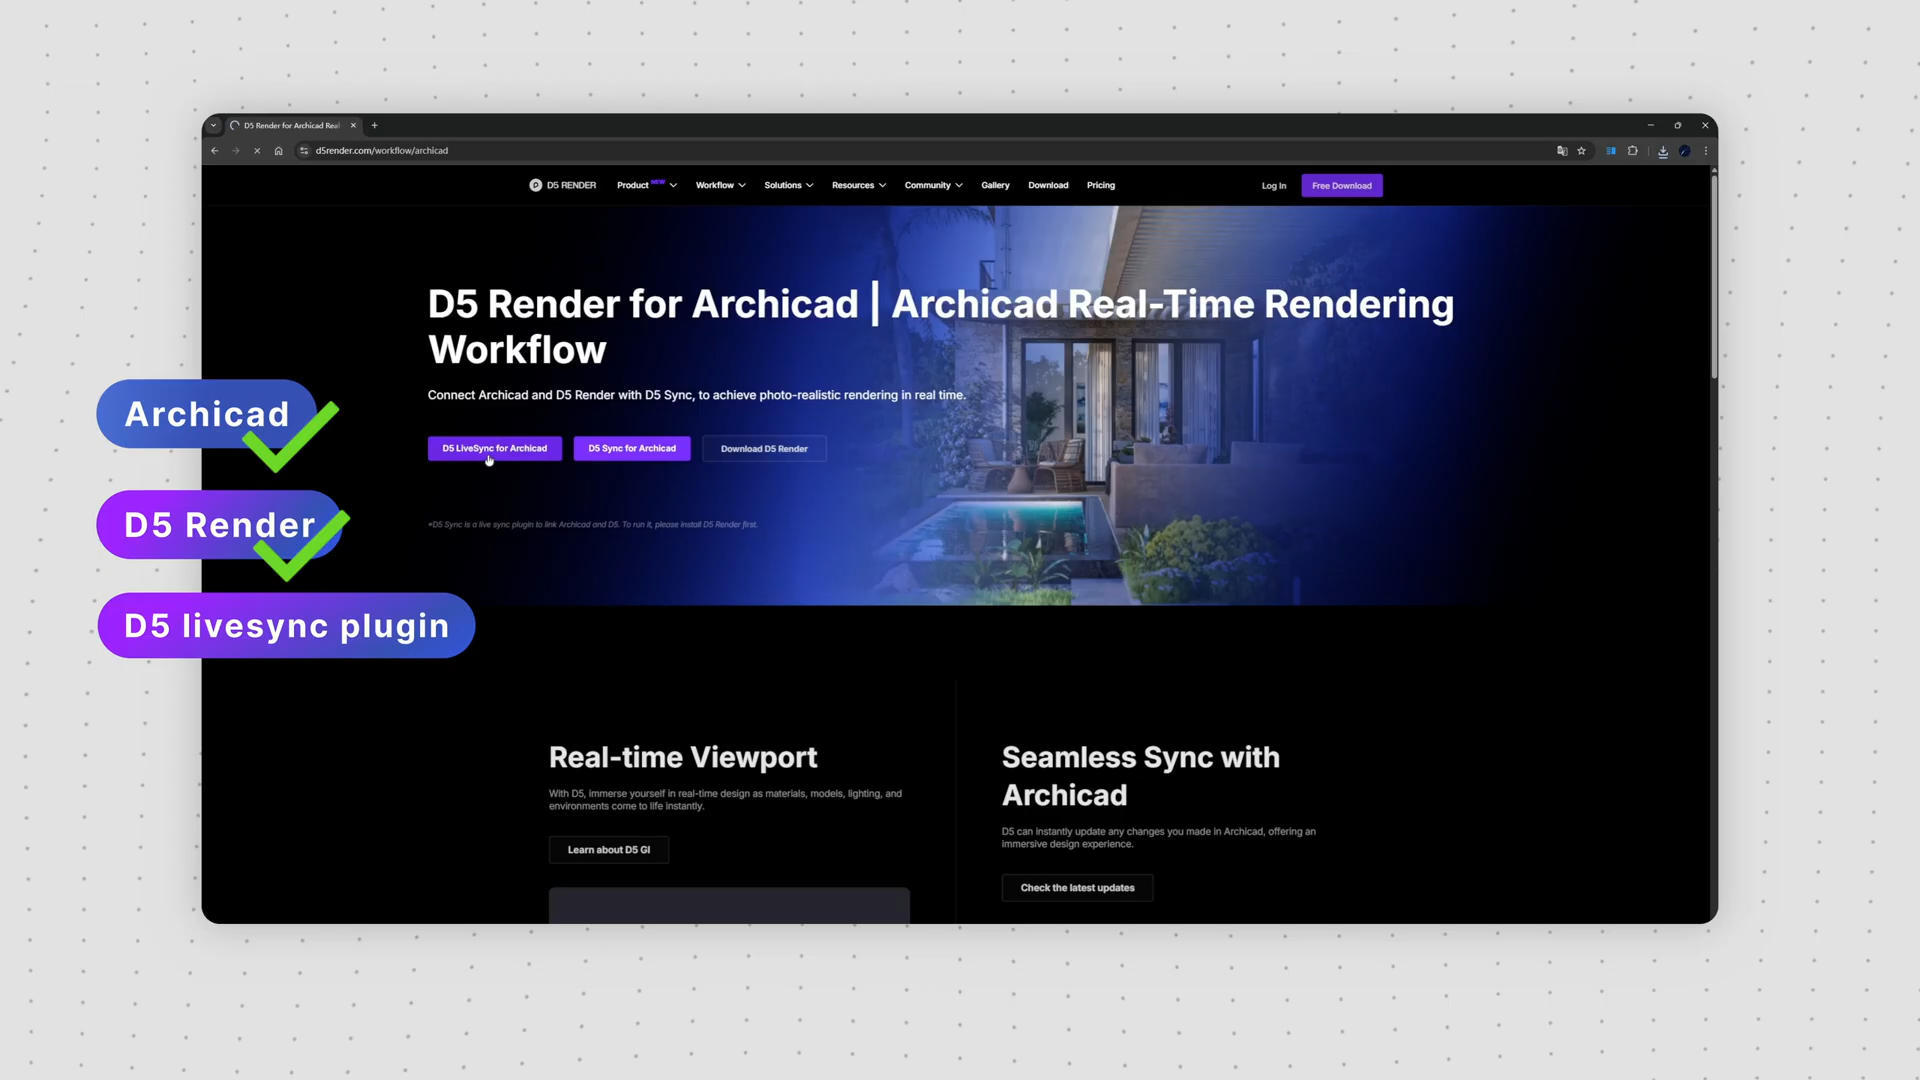 D5 Render for Archicad Real
d5render.com/workflow/archicad
D5 RENDER
Product NEW
Workflow
Solutions
Resources
Community
Gallery
Download
Pricing
Log In
Free Download
D5 Render for Archicad | Archicad Real-Time Rendering
Workflow
Connect Archicad and D5 Render with D5 Sync, to achieve photo-realistic rendering in real time.
D5 LiveSync for Archicad
D5 Sync for Archicad
Download D5 Render
*D5 Sync is a live sync plugin to link Archicad and D5. To run it, please install D5 Render first.
Archicad
D5 Render
D5 livesync plugin
Real-time Viewport
With D5, immerse yourself in real-time design as materials, models, lighting, and
environments come to life instantly.
Learn about D5 GI
Seamless Sync with
Archicad
D5 can instantly update any changes you made in Archicad, offering an
immersive design experience.
Check the latest updates